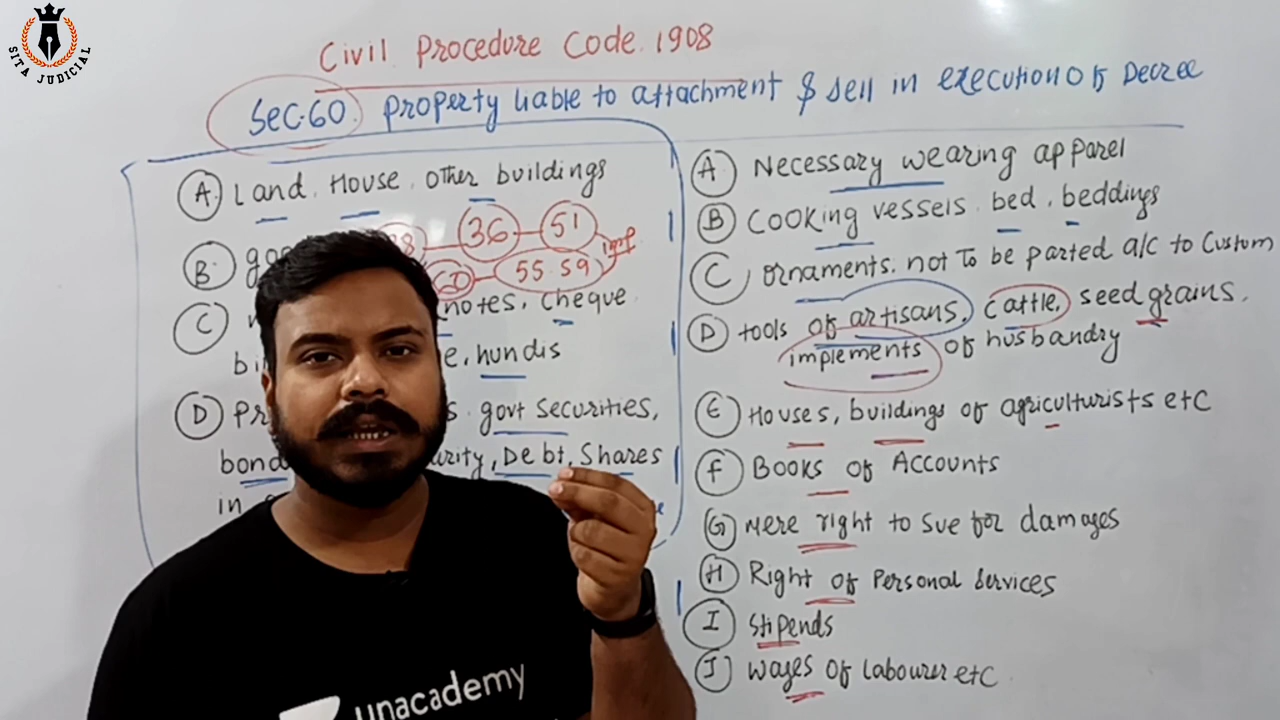 SITA JUDICIAL
Civil Procedure Code. 1908
Sec.60. property liable to attachment & sell in execution of Decree
A. Land. House. other buildings
B.
36 51
60 55.59 imp
C notes, cheque
hundis
D govt securities,
Debt, Shares
in
A Necessary wearing apparel
B Cooking vessels. bed, beddings
C ornaments. not To be parted a/c to Custom
D tools of artisans, Cattle, seed grains,
implements of husbandry
E Houses, buildings of agriculturists etc
F Books of Accounts
G Mere right to sue for damages
H Right of Personal Services
I Stipends
J wages of labourer etc
unacademy